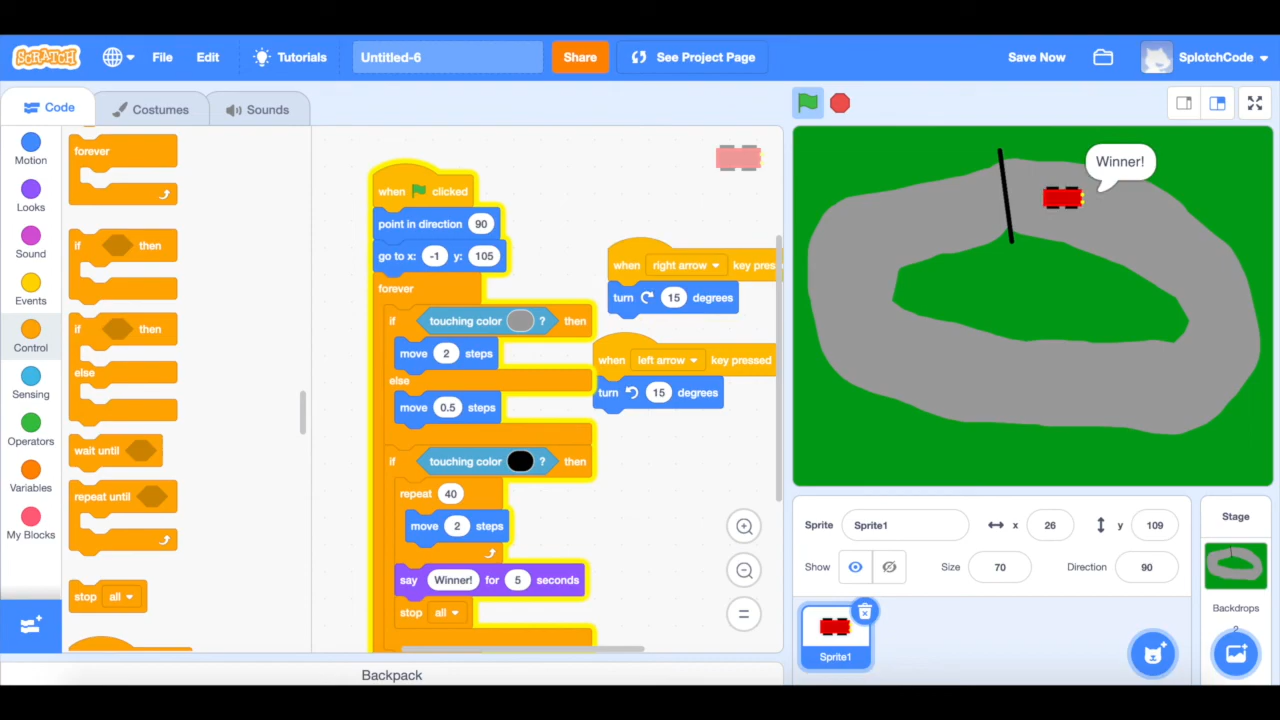 SCRATCH File Edit Tutorials Untitled-6 Share See Project Page Save Now SplotchCode
Code Costumes Sounds
Motion
Looks
Sound
Events
Control
Sensing
Operators
Variables
My Blocks
forever
if then
if then
else
wait until
repeat until
stop all
when clicked
point in direction 90
go to x: -1 y: 105
forever
if touching color ? then
move 2 steps
else
move 0.5 steps
if touching color ? then
repeat 40
move 2 steps
say Winner! for 5 seconds
stop all
when right arrow key pres
turn 15 degrees
when left arrow key pressed
turn 15 degrees
Backpack
Winner!
Sprite Sprite1 x 26 y 109
Show Size 70 Direction 90
Sprite1
Stage
Backdrops